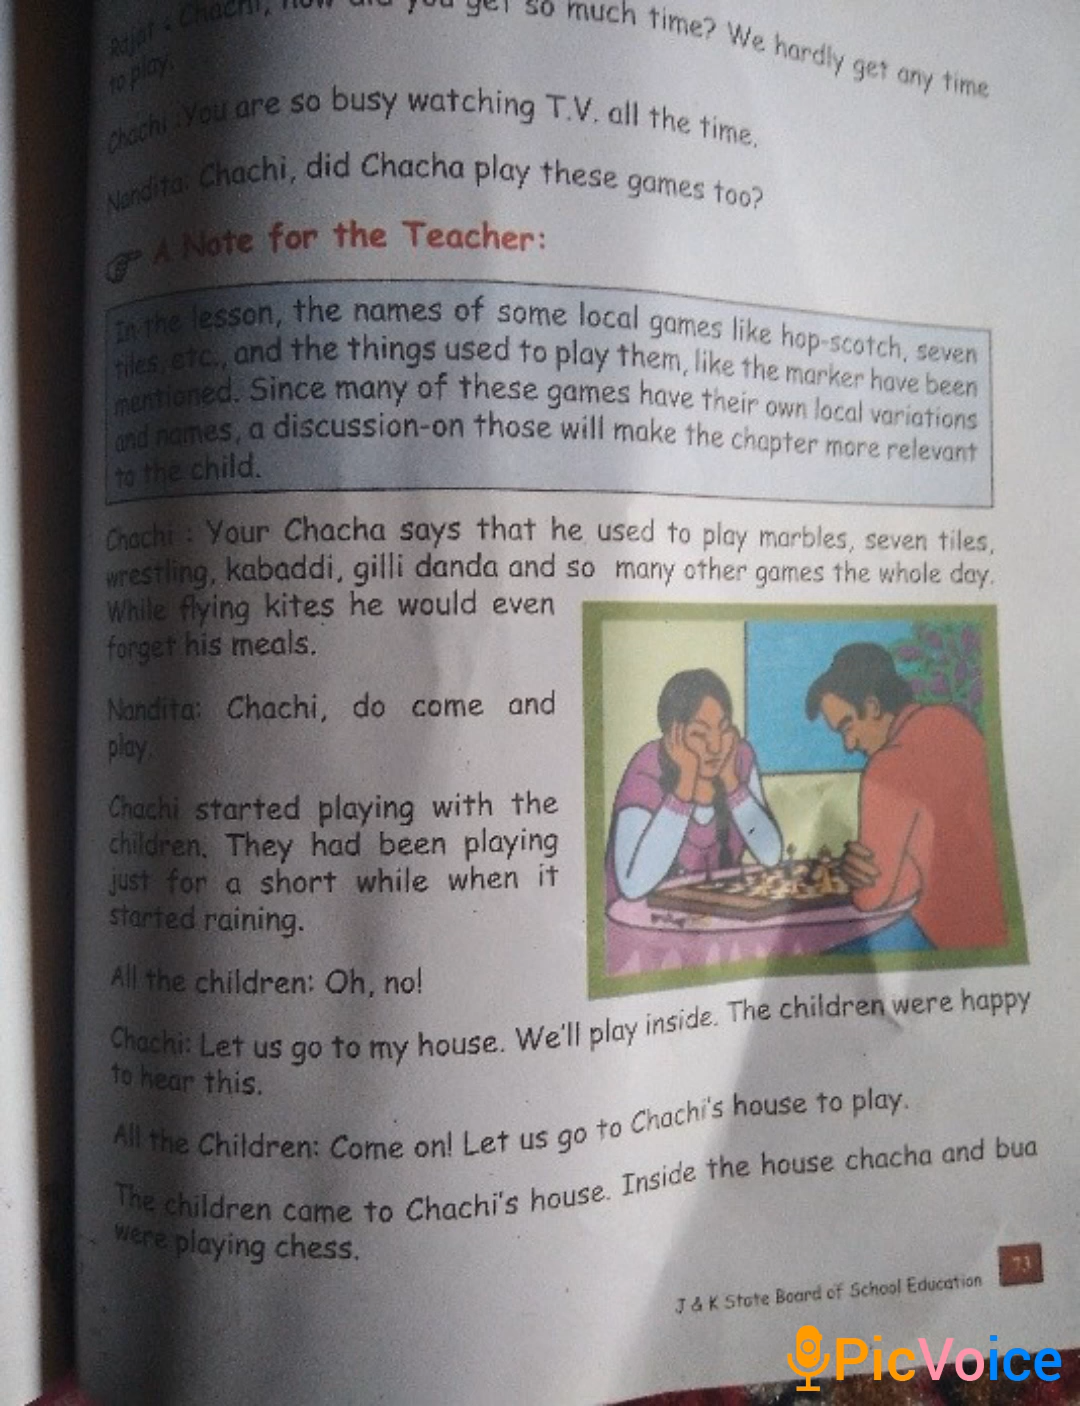 Rajat : Chachi, how did you get so much time? We hardly get any time
to play.
Chachi :You are so busy watching T.V. all the time.
Nandita: Chachi, did Chacha play these games too?
A Note for the Teacher:
In the lesson, the names of some local games like hop-scotch, seven
tiles, etc., and the things used to play them, like the marker have been
mentioned. Since many of these games have their own local variations
and names, a discussion-on those will make the chapter more relevant
to the child.
Chachi : Your Chacha says that he used to play marbles, seven tiles,
wrestling, kabaddi, gilli danda and so many other games the whole day.
While flying kites he would even
forget his meals.
Nandita: Chachi, do come and
play.
Chachi started playing with the
children. They had been playing
just for a short while when it
started raining.
All the children: Oh, no!
Chachi: Let us go to my house. We'll play inside. The children were happy
to hear this.
All the Children: Come on! Let us go to Chachi's house to play.
The children came to Chachi's house. Inside the house chacha and bua
were playing chess.
J & K State Board of School Education
73
PicVoice